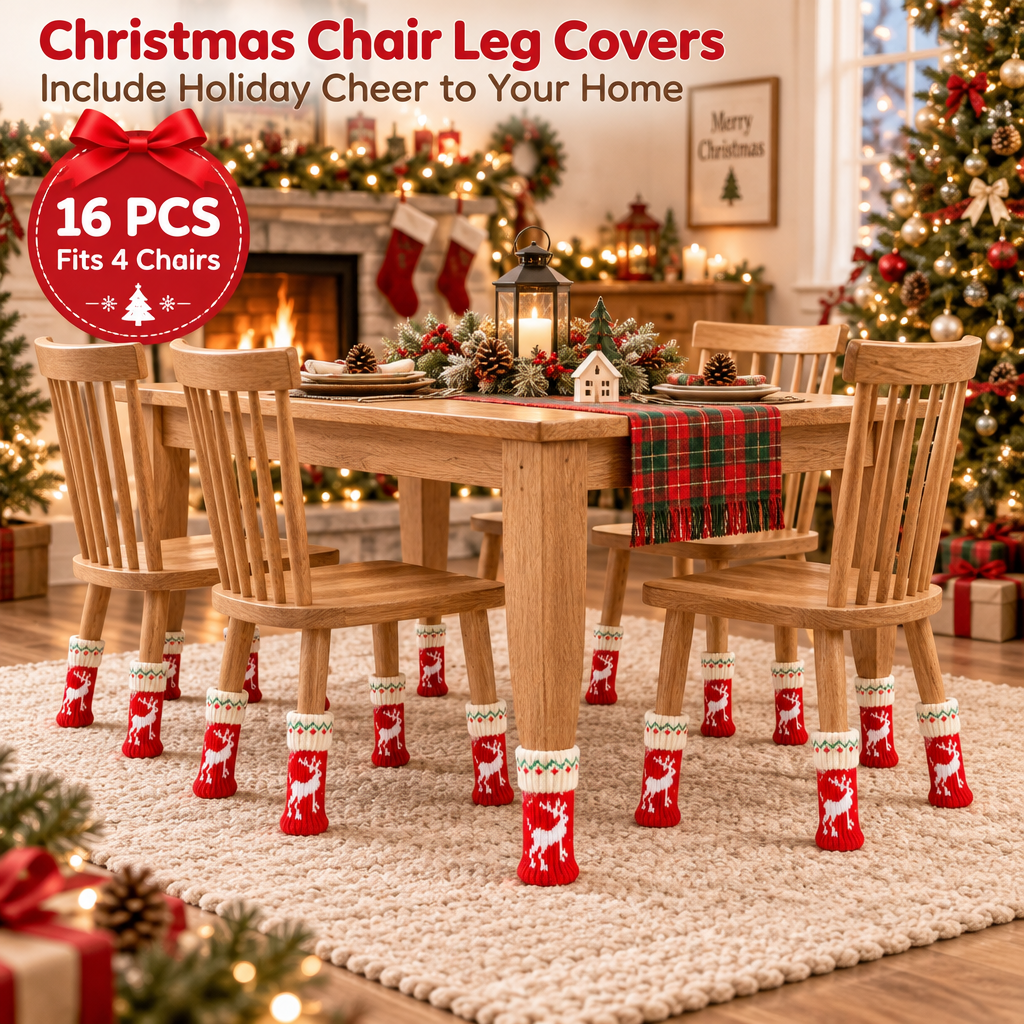 Christmas Chair Leg Covers
Include Holiday Cheer to Your Home
16 PCS
Fits 4 Chairs
Merry
Christmas